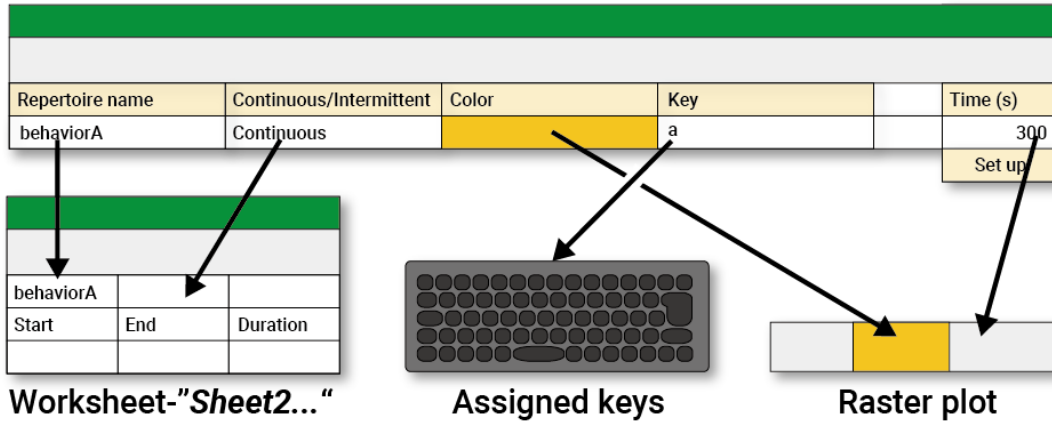 Repertoire name Continuous/Intermittent Color Key Time (s)
behaviorA Continuous a 300
Set up
behaviorA
Start End Duration
Worksheet-”Sheet2...“ Assigned keys Raster plot